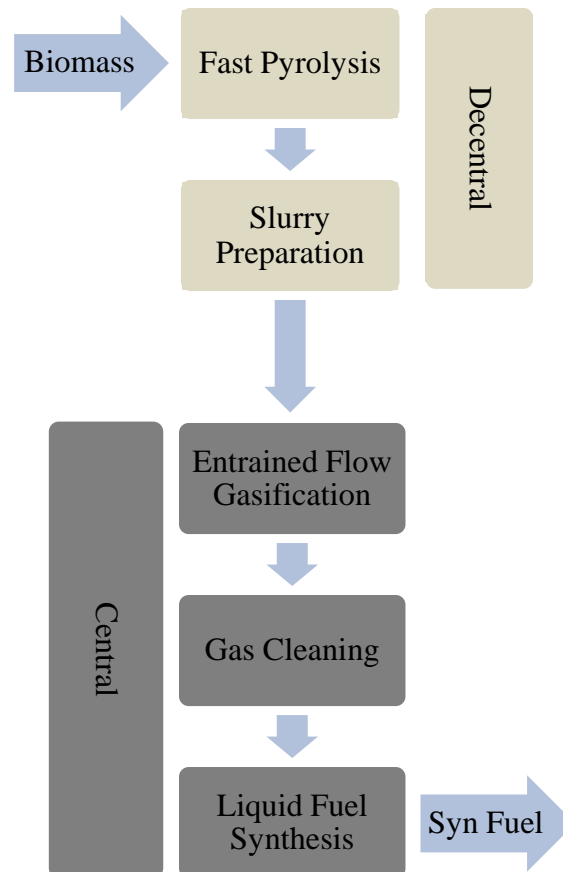 Biomass
Fast Pyrolysis
Decentral
Slurry
Preparation
Entrained Flow
Gasification
Central
Gas Cleaning
Liquid Fuel
Synthesis
Syn Fuel